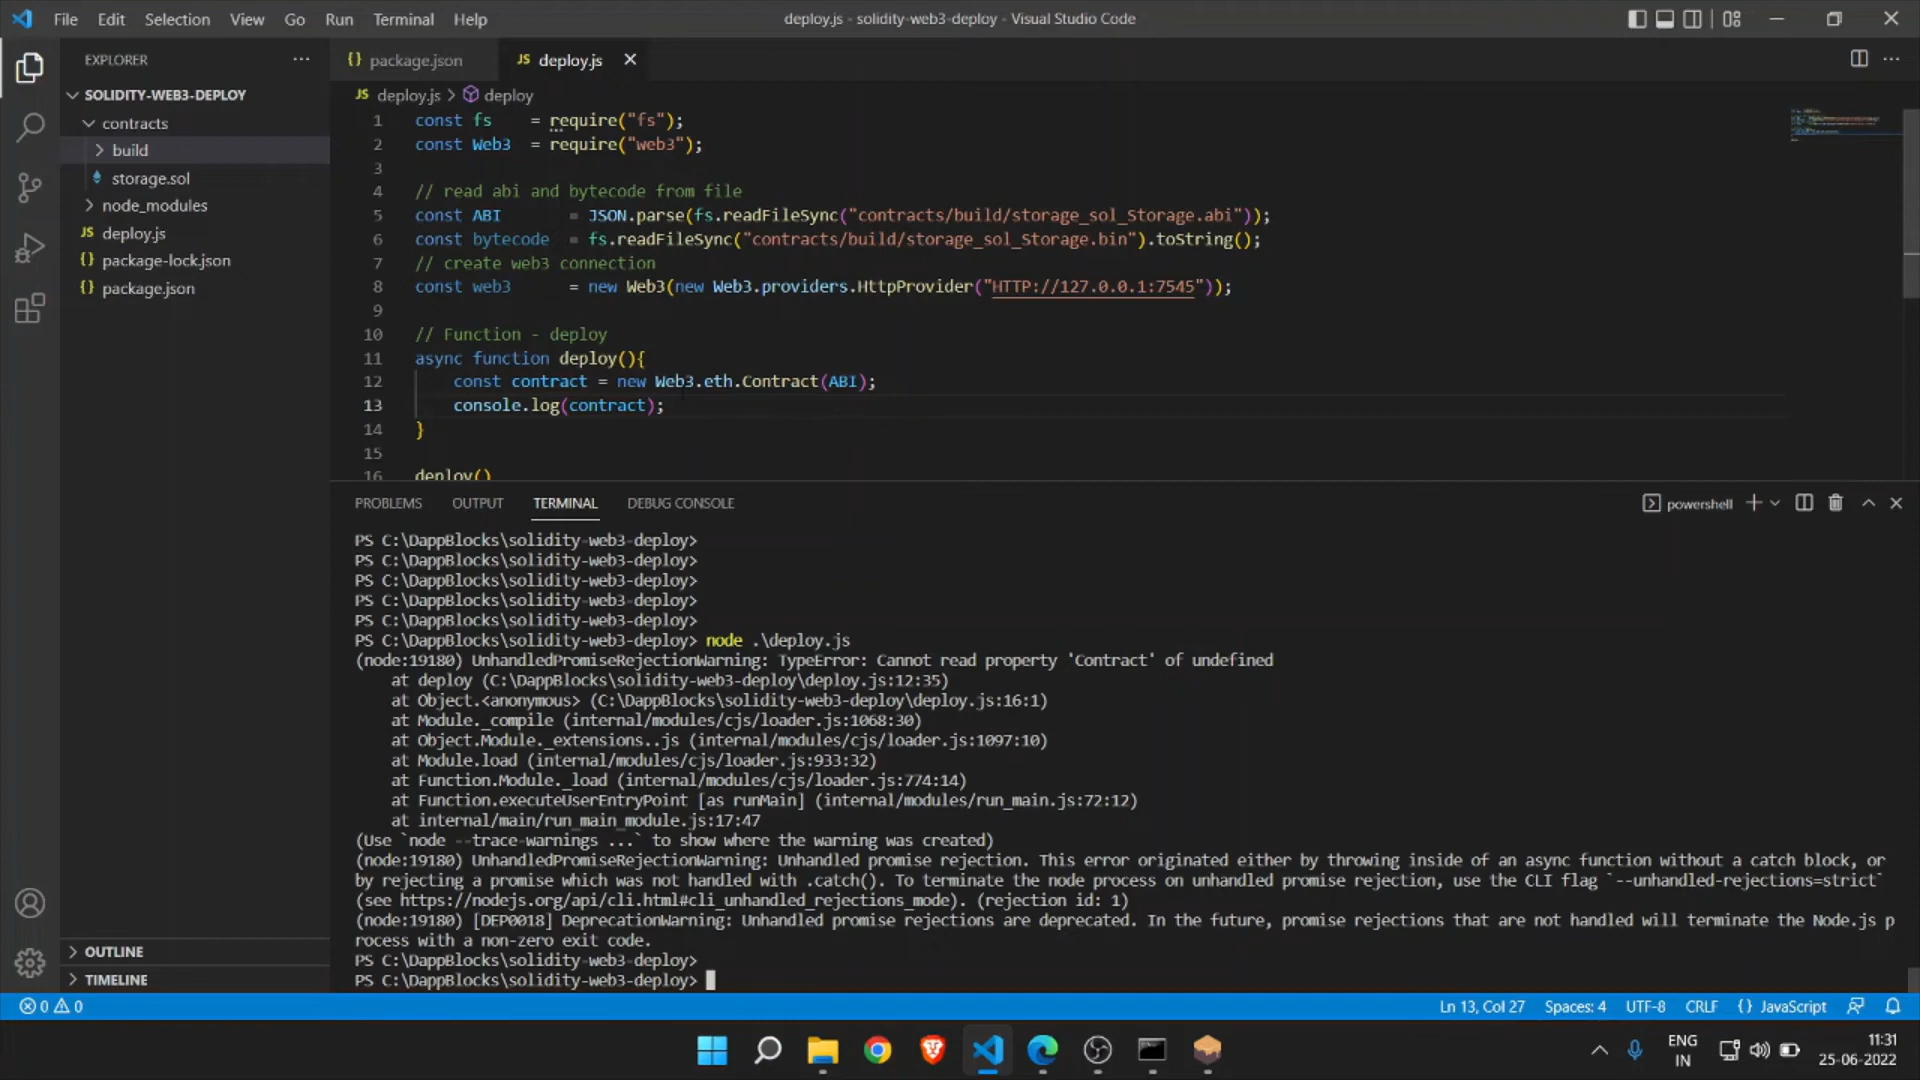 File Edit Selection View Go Run Terminal Help
deploy.js - solidity-web3-deploy - Visual Studio Code
EXPLORER
SOLIDITY-WEB3-DEPLOY
contracts
build
storage.sol
node_modules
JS deploy.js
{} package-lock.json
{} package.json
OUTLINE
TIMELINE
{} package.json
JS deploy.js
JS deploy.js > deploy
1 const fs = require("fs");
2 const Web3 = require("web3");
3
4 // read abi and bytecode from file
5 const ABI = JSON.parse(fs.readFileSync("contracts/build/storage_sol_Storage.abi"));
6 const bytecode = fs.readFileSync("contracts/build/storage_sol_Storage.bin").toString();
7 // create web3 connection
8 const web3 = new Web3(new Web3.providers.HttpProvider("HTTP://127.0.0.1:7545"));
9
10 // Function - deploy
11 async function deploy(){
12 const contract = new Web3.eth.Contract(ABI);
13 console.log(contract);
14 }
15
16 deploy()
PROBLEMS OUTPUT TERMINAL DEBUG CONSOLE
powershell
PS C:\DappBlocks\solidity-web3-deploy>
PS C:\DappBlocks\solidity-web3-deploy>
PS C:\DappBlocks\solidity-web3-deploy>
PS C:\DappBlocks\solidity-web3-deploy>
PS C:\DappBlocks\solidity-web3-deploy>
PS C:\DappBlocks\solidity-web3-deploy> node .\deploy.js
(node:19180) UnhandledPromiseRejectionWarning: TypeError: Cannot read property 'Contract' of undefined
at deploy (C:\DappBlocks\solidity-web3-deploy\deploy.js:12:35)
at Object.<anonymous> (C:\DappBlocks\solidity-web3-deploy\deploy.js:16:1)
at Module._compile (internal/modules/cjs/loader.js:1068:30)
at Object.Module._extensions..js (internal/modules/cjs/loader.js:1097:10)
at Module.load (internal/modules/cjs/loader.js:933:32)
at Function.Module._load (internal/modules/cjs/loader.js:774:14)
at Function.executeUserEntryPoint [as runMain] (internal/modules/run_main.js:72:12)
at internal/main/run_main_module.js:17:47
(Use `node --trace-warnings ...` to show where the warning was created)
(node:19180) UnhandledPromiseRejectionWarning: Unhandled promise rejection. This error originated either by throwing inside of an async function without a catch block, or
by rejecting a promise which was not handled with .catch(). To terminate the node process on unhandled promise rejection, use the CLI flag `--unhandled-rejections=strict`
(see https://nodejs.org/api/cli.html#cli_unhandled_rejections_mode). (rejection id: 1)
(node:19180) [DEP0018] DeprecationWarning: Unhandled promise rejections are deprecated. In the future, promise rejections that are not handled will terminate the Node.js p
rocess with a non-zero exit code.
PS C:\DappBlocks\solidity-web3-deploy>
PS C:\DappBlocks\solidity-web3-deploy>
0 0
Ln 13, Col 27 Spaces: 4 UTF-8 CRLF {} JavaScript
ENG
IN
11:31
25-06-2022